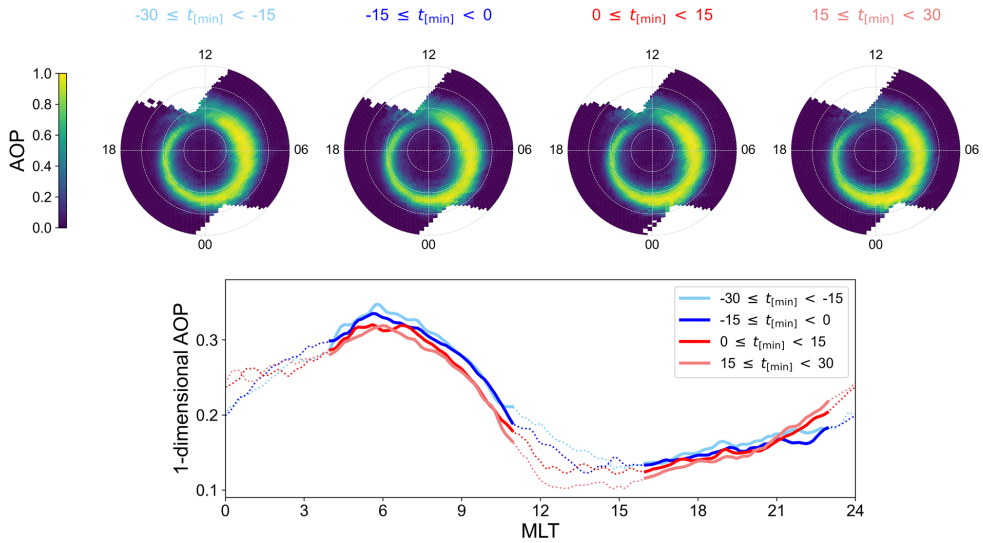 -30 ≤ t[min] < -15
-15 ≤ t[min] < 0
0 ≤ t[min] < 15
15 ≤ t[min] < 30
12 12 12 12
AOP
1.0
0.8
0.6
0.4
0.2
0.0
18 06 06 06 06
00 00 00 00
1-dimensional AOP
0.3
0.2
0.1
-30 ≤ t[min] < -15
-15 ≤ t[min] < 0
0 ≤ t[min] < 15
15 ≤ t[min] < 30
0 3 6 9 12 15 18 21 24
MLT